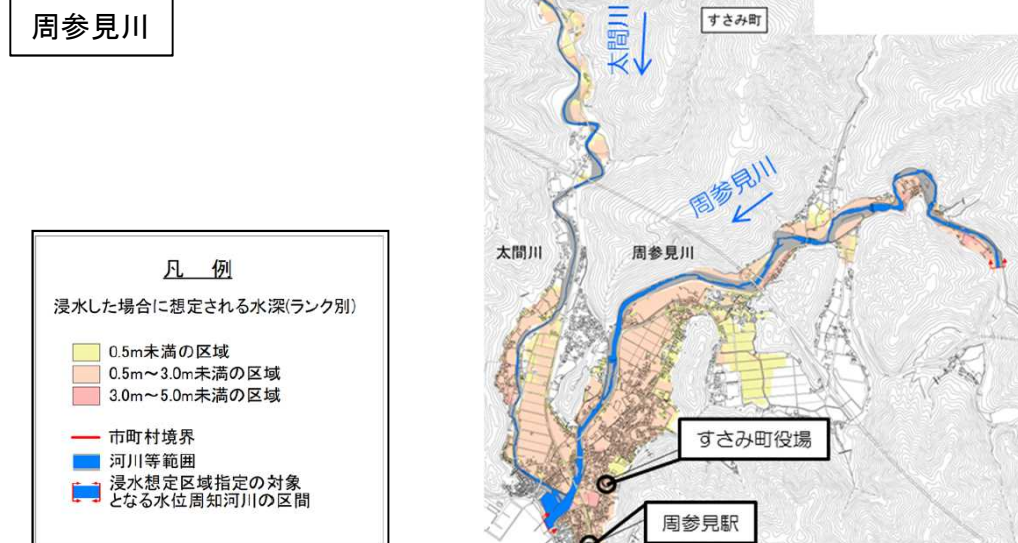 周参見川
すさみ町
太間川
周参見川
太間川
周参見川
凡 例
浸水した場合に想定される水深(ランク別)
0.5m未満の区域
0.5m～3.0m未満の区域
3.0m～5.0m未満の区域
市町村境界
河川等範囲
浸水想定区域指定の対象
となる水位周知河川の区間
すさみ町役場
周参見駅